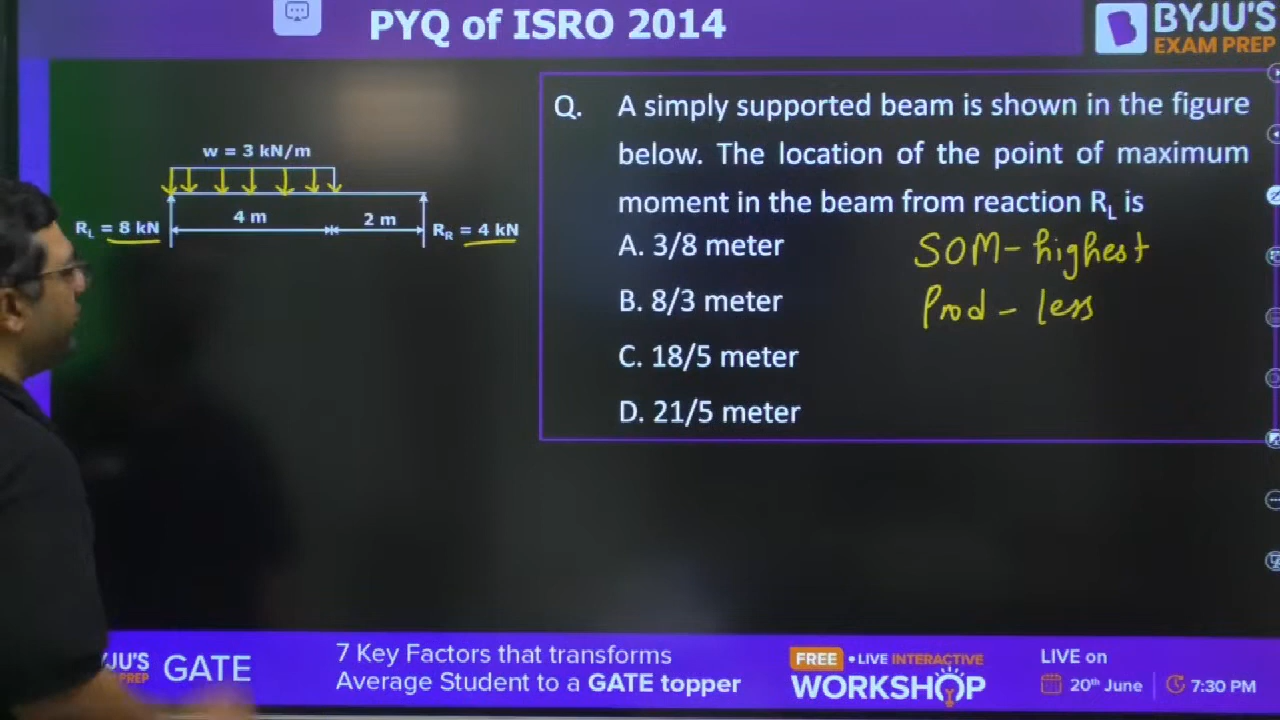 PYQ of ISRO 2014
BYJU'S
EXAM PREP
w = 3 kN/m
4 m
2 m
RL = 8 kN
RR = 4 kN
Q. A simply supported beam is shown in the figure
below. The location of the point of maximum
moment in the beam from reaction RL is
A. 3/8 meter
B. 8/3 meter
C. 18/5 meter
D. 21/5 meter
SOM - highest
Prod - less
JU'S
PREP
GATE
7 Key Factors that transforms
Average Student to a GATE topper
FREE • LIVE INTERACTIVE
WORKSHOP
LIVE on
20th June
7:30 PM